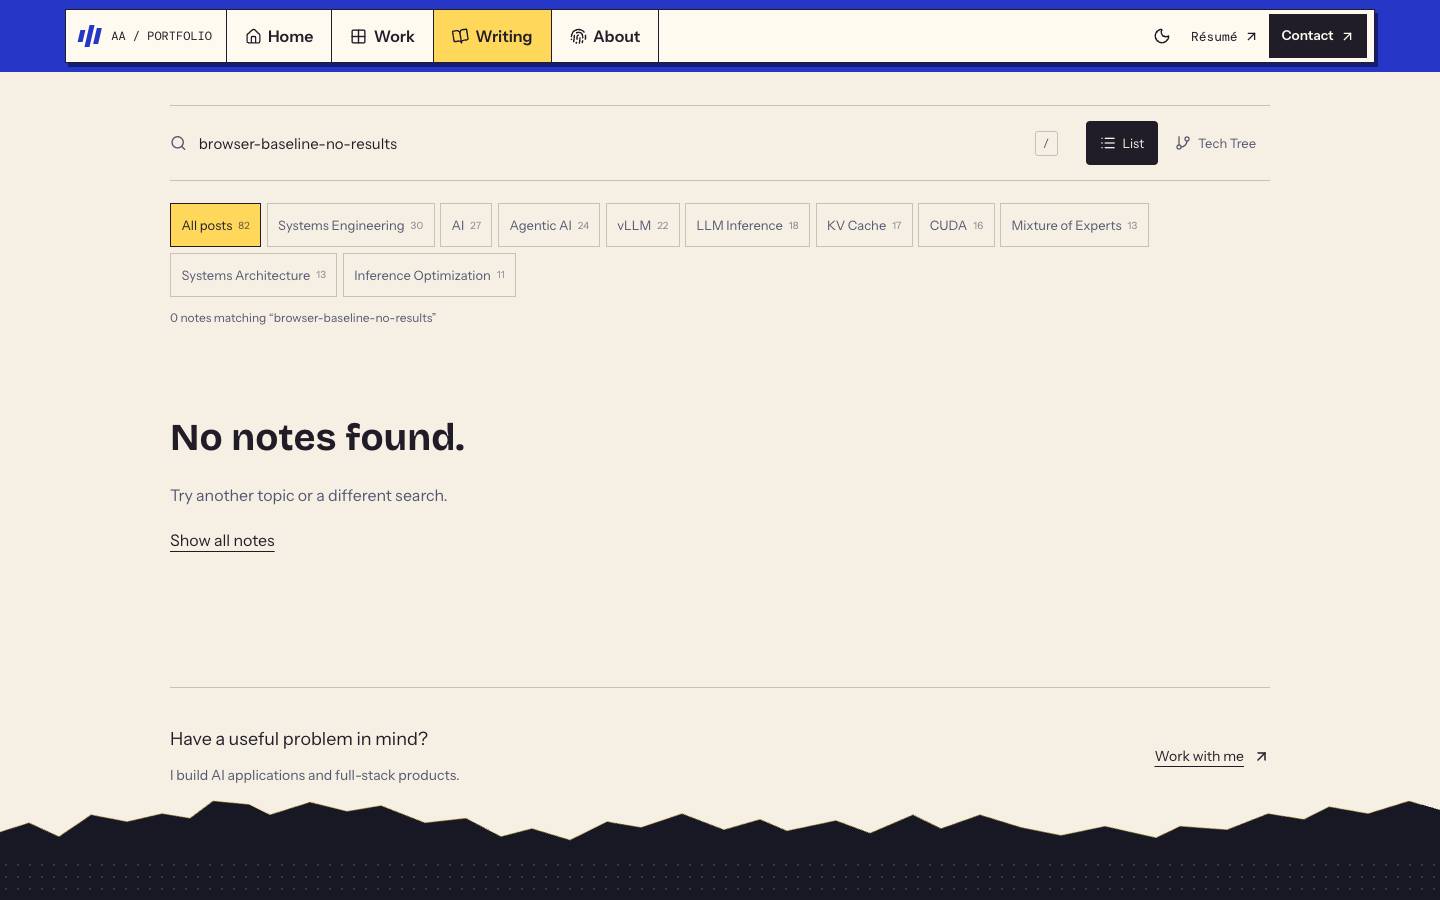 AA / PORTFOLIO Home Work Writing About Résumé Contact
browser-baseline-no-results / List Tech Tree
All posts 82 Systems Engineering 30 AI 27 Agentic AI 24 vLLM 22 LLM Inference 18 KV Cache 17 CUDA 16 Mixture of Experts 13
Systems Architecture 13 Inference Optimization 11
0 notes matching “browser-baseline-no-results”
No notes found.
Try another topic or a different search.
Show all notes
Have a useful problem in mind?
Work with me
I build AI applications and full-stack products.